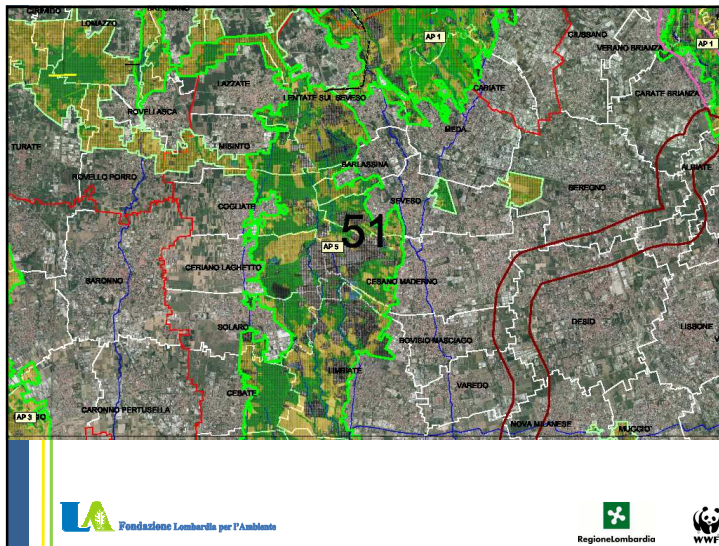 CIRIMIDO
LOMAZZO
AP 1
GIUSSANO
VERANO BRIANZA
AP 1
LAZZATE
LENTATE SUL SEVESO
CABIATE
CARATE BRIANZA
ROVELLASCA
MEDA
TURATE
MISINTO
BARLASSINA
ALBIATE
ROVELLO PORRO
SEREGNO
COGLIATE
SEVESO
51
AP 5
CERIANO LAGHETTO
SARONNO
CESANO MADERNO
SOLARO
DESIO
LISSONE
BOVISIO MASCIAGO
LIMBIATE
VAREDO
CESATE
CARONNO PERTUSELLA
AP 3
NOVA MILANESE
MUGGIO'
LA Fondazione Lombardia per l'Ambiente
RegioneLombardia
WWF